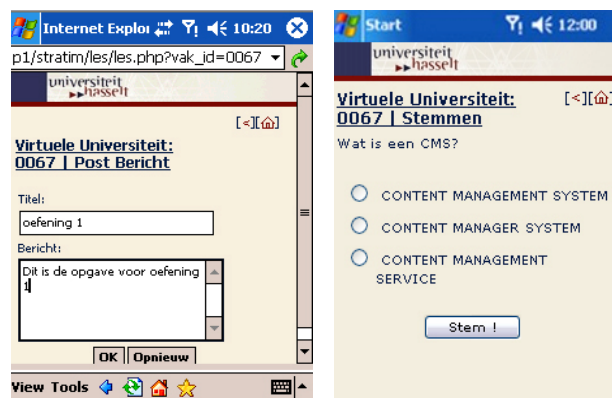 Internet Explo 10:20
p1/stratim/les/les.php?vak_id=0067
universiteit
hasselt
[<][
]
Virtuele Universiteit:
0067 | Post Bericht
Titel:
oefening 1
Bericht:
Dit is de opgave voor oefening
1
OK Opnieuw
View Tools
Start 12:00
universiteit
hasselt
Virtuele Universiteit: [<][
0067 | Stemmen
Wat is een CMS?
CONTENT MANAGEMENT SYSTEM
CONTENT MANAGER SYSTEM
CONTENT MANAGEMENT
SERVICE
Stem !